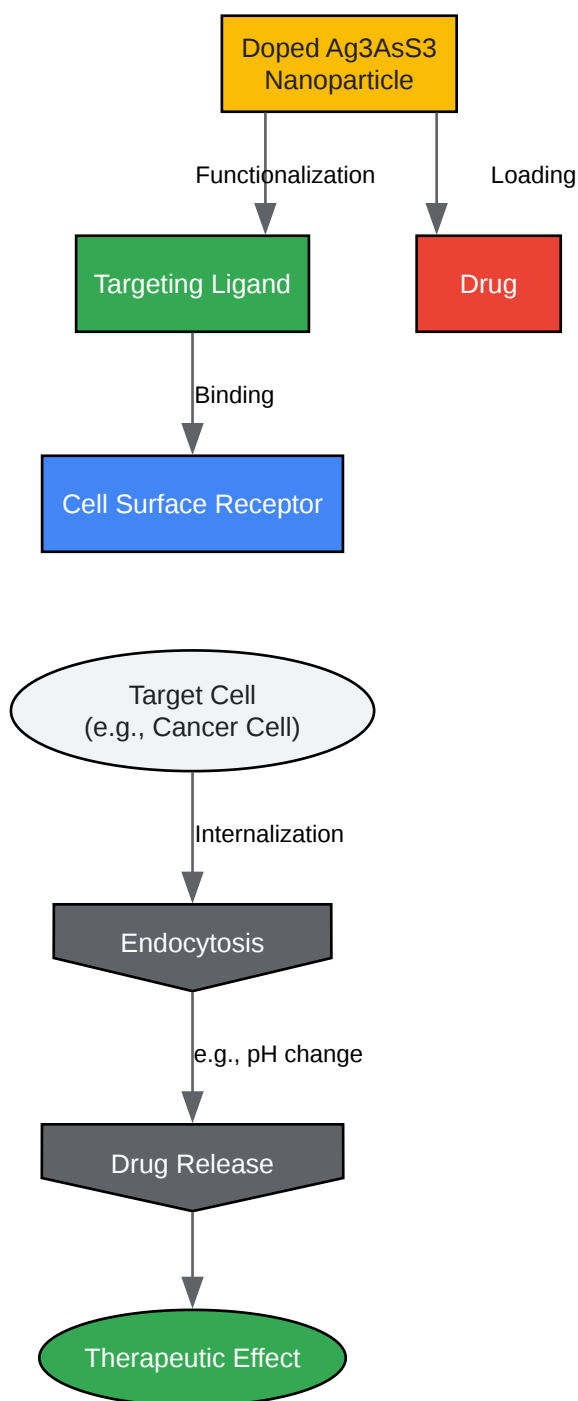 Doped Ag3AsS3
Nanoparticle
Functionalization
Loading
Targeting Ligand
Drug
Binding
Cell Surface Receptor
Target Cell
(e.g., Cancer Cell)
Internalization
Endocytosis
e.g., pH change
Drug Release
Therapeutic Effect